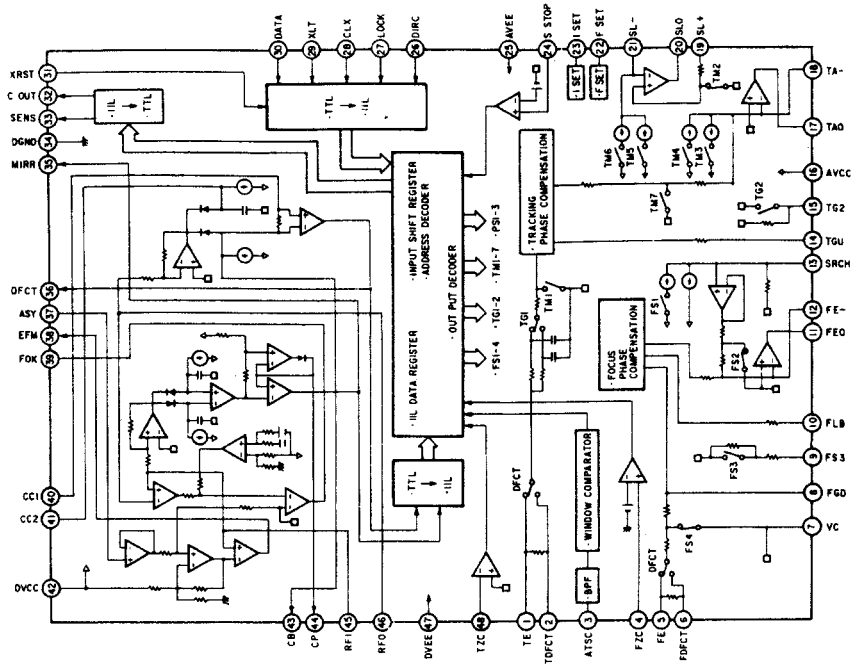 30 DATA
29 XLT
28 CLX
27 LOCK
26 DIRC
25 AVEE
24 S STOP
23 I SET
22 F SET
21 SL-
20 SLO
19 SL+
XRST 31
C OUT 32
SENS 33
DGND 34
MIRR 35
DFCT 36
ASY 37
EFM 38
FOK 39
CC1 40
CC2 41
DVCC 42
18 TA-
17 TAO
16 AVCC
15 TG2
14 TGU
13 SRCH
12 FE-
11 FEO
10 FLB
9 FS3
8 FGD
7 VC
CB 43
CP 44
RFI 45
RFO 46
DVEE 47
TZC 48
TE 1
TDFCT 2
ATSC 3
FZC 4
FE 5
FDFCT 6
·IIL → ·TTL
·TTL → ·IIL
·TTL → ·IIL
·I SET
·F SET
·IIL DATA REGISTER
·INPUT SHIFT REGISTER
·ADDRESS DECODER
·OUT PUT DECODER
·FS1-4
·TG1-2
·TM1-7
·PS1-3
·TRACKING
PHASE COMPENSATION
·FOCUS
PHASE
COMPENSATION
·WINDOW COMPARATOR
·BPF
TM6
TM5
TM4
TM3
TM2
TM7
TM1
TG1
TG2
FS1
FS2
FS3
FS4
DFCT
DFCT